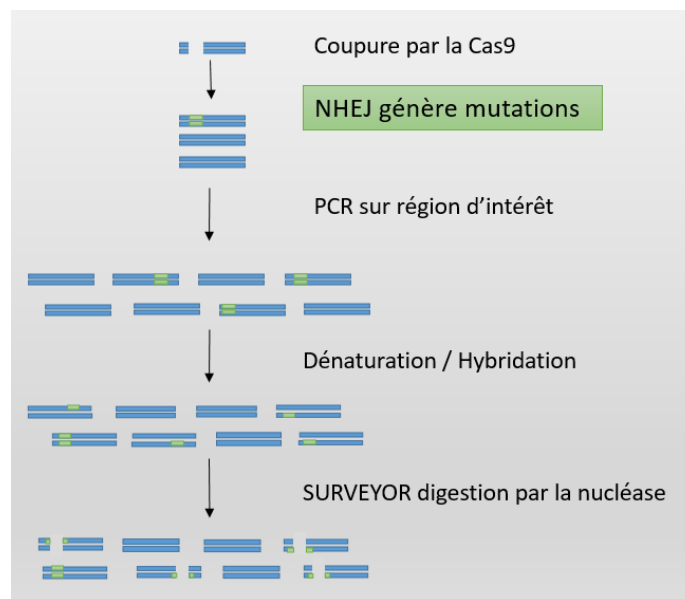 Coupure par la Cas9
NHEJ génère mutations
PCR sur région d'intérêt
Dénaturation / Hybridation
SURVEYOR digestion par la nucléase